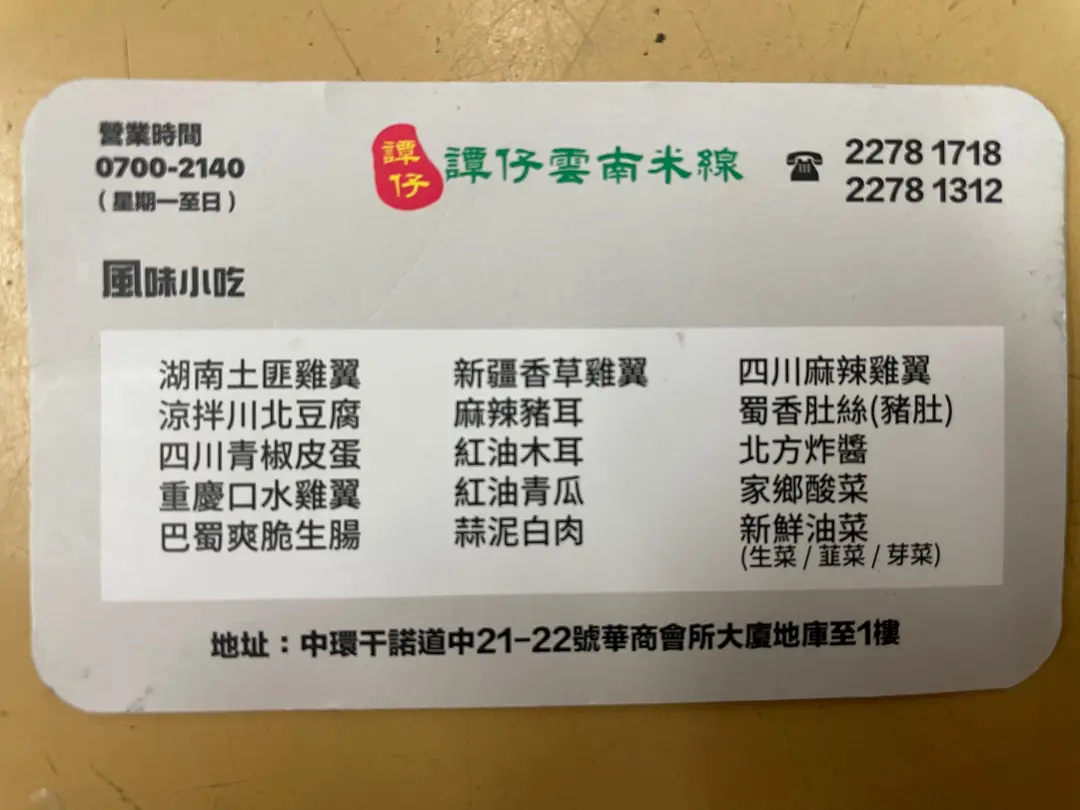 營業時間
0700-2140
(星期一至日)
譚仔
譚仔雲南米線
2278 1718
2278 1312
風味小吃
湖南土匪雞翼
涼拌川北豆腐
四川青椒皮蛋
重慶口水雞翼
巴蜀爽脆生腸
新疆香草雞翼
麻辣豬耳
紅油木耳
紅油青瓜
蒜泥白肉
四川麻辣雞翼
蜀香肚絲(豬肚)
北方炸醬
家鄉酸菜
新鮮油菜
(生菜 / 韮菜 / 芽菜)
地址：中環干諾道中21-22號華商會所大廈地庫至1樓